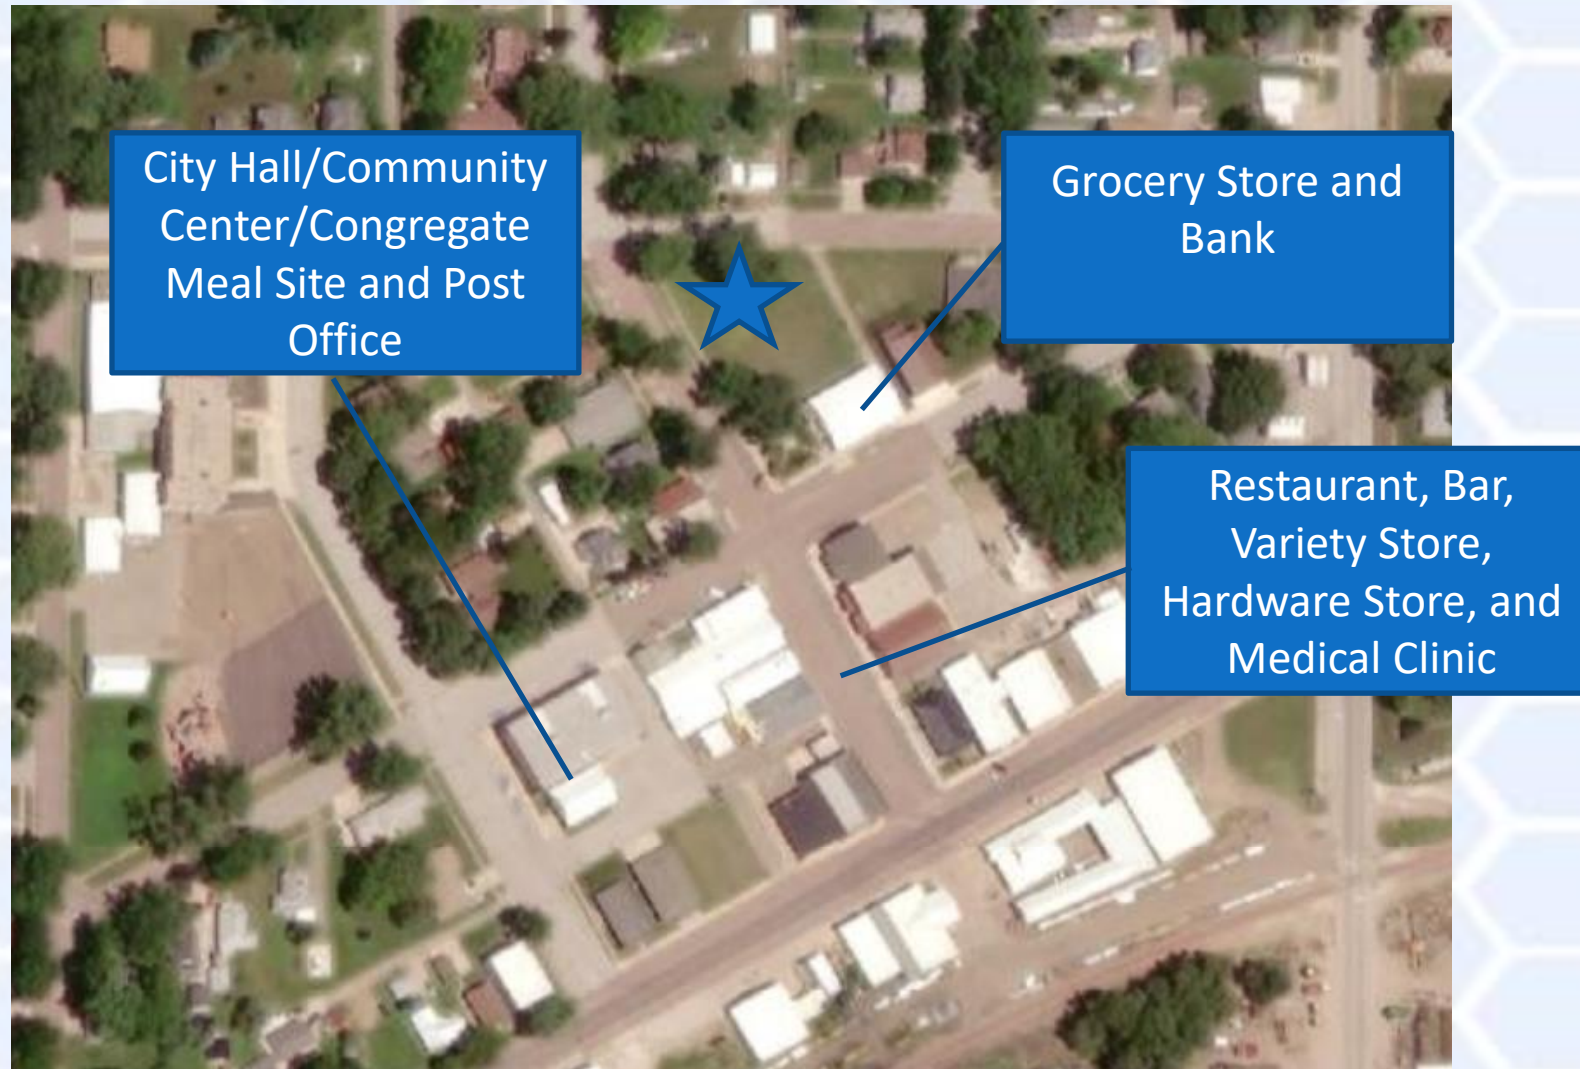 City Hall/Community
Center/Congregate
Meal Site and Post
Office
Grocery Store and
Bank
Restaurant, Bar,
Variety Store,
Hardware Store, and
Medical Clinic